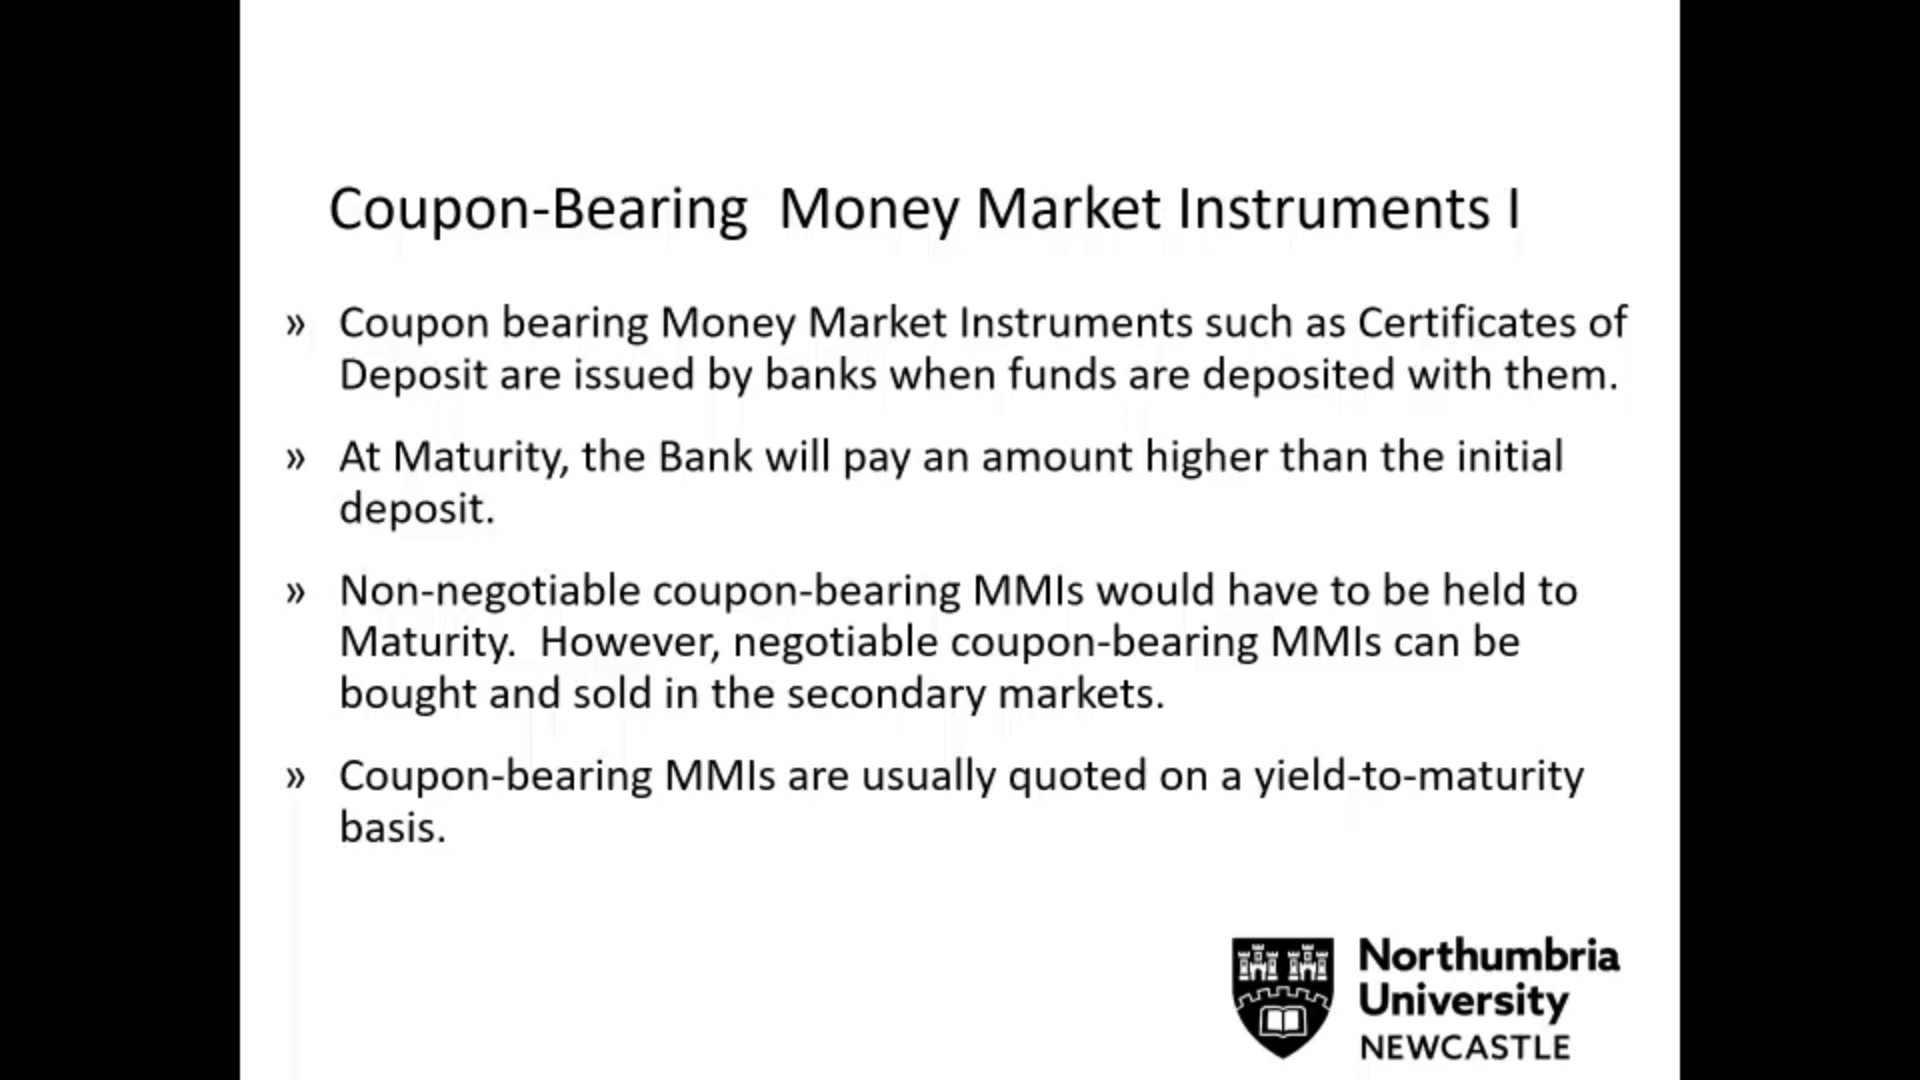 Coupon-Bearing  Money Market Instruments I
» Coupon bearing Money Market Instruments such as Certificates of
Deposit are issued by banks when funds are deposited with them.
» At Maturity, the Bank will pay an amount higher than the initial
deposit.
» Non-negotiable coupon-bearing MMIs would have to be held to
Maturity.  However, negotiable coupon-bearing MMIs can be
bought and sold in the secondary markets.
» Coupon-bearing MMIs are usually quoted on a yield-to-maturity
basis.
Northumbria
University
NEWCASTLE